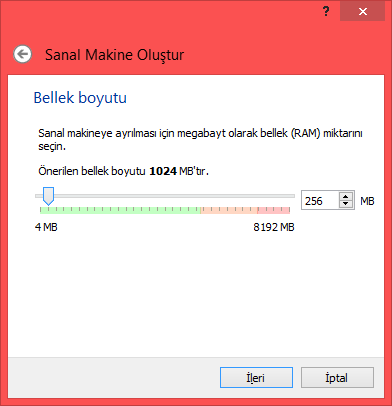 ?
Sanal Makine Oluştur
Bellek boyutu
Sanal makineye ayrılması için megabayt olarak bellek (RAM) miktarını
seçin.
Önerilen bellek boyutu 1024 MB'tır.
256 MB
4 MB 8192 MB
İleri İptal